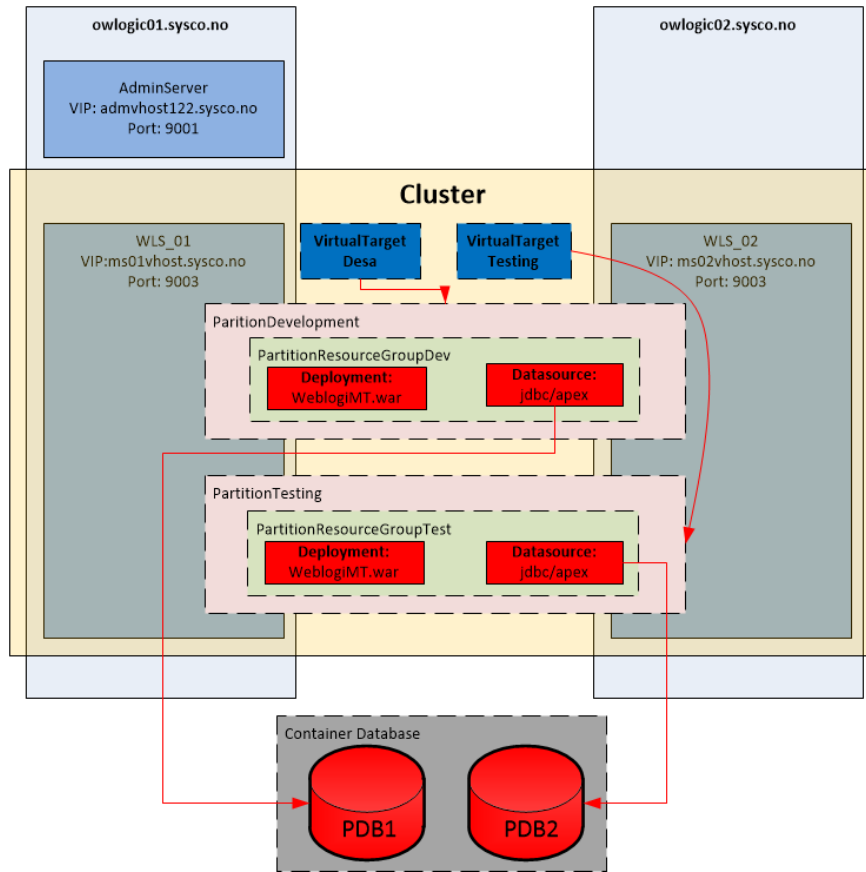 owlogic01.sysco.no
owlogic02.sysco.no
AdminServer
VIP: admvhost122.sysco.no
Port: 9001
Cluster
WLS_01
VIP:ms01vhost.sysco.no
Port: 9003
VirtualTarget
Desa
VirtualTarget
Testing
WLS_02
VIP: ms02vhost.sysco.no
Port: 9003
ParitionDevelopment
PartitionResourceGroupDev
Deployment:
WeblogiMT.war
Datasource:
jdbc/apex
PartitionTesting
PartitionResourceGroupTest
Deployment:
WeblogiMT.war
Datasource:
jdbc/apex
Container Database
PDB1
PDB2